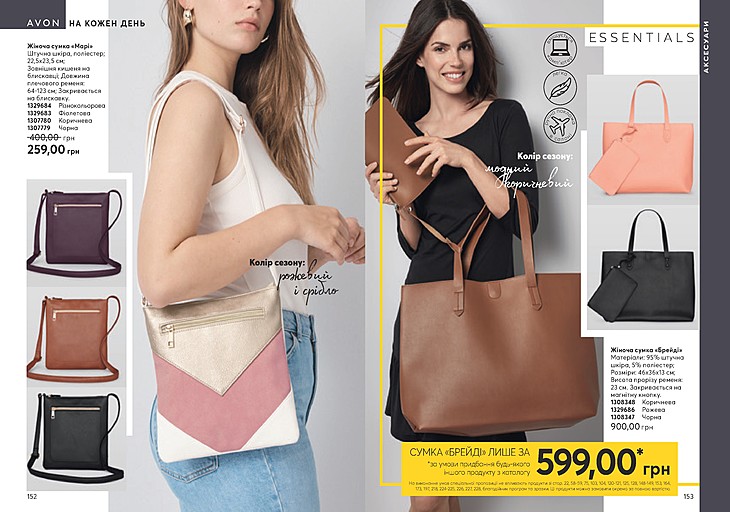 AVON НА КОЖЕН ДЕНЬ
Жіноча сумка «Марі»
Штучна шкіра, поліестер;
22,5х23,5 см;
Зовнішня кишеня на
блискавці; Довжина
плечового ременя:
64-123 см; Закривається
на блискавку.
1329684 Різнокольорова
1329683 Фіолетова
1307780 Коричнева
1307779 Чорна
400,00 грн
259,00 грн
Колір сезону:
рожевий
і срібло
152
ESSENTIALS
АКСЕСУАРИ
Колір сезону:
модний
коричневий
Жіноча сумка «Брейді»
Матеріали: 95% штучна
шкіра, 5% поліестер;
Розміри: 46х36х13 см;
Висота прорізу ременя:
23 см. Закривається на
магнітну кнопку.
1308348 Коричнева
1329686 Рожева
1308347 Чорна
900,00 грн
СУМКА «БРЕЙДІ» ЛИШЕ ЗА
*за умови придбання будь-якого
іншого продукту з каталогу
599,00* грн
153